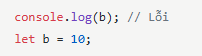 console.log(b); // Lỗi
let b = 10;